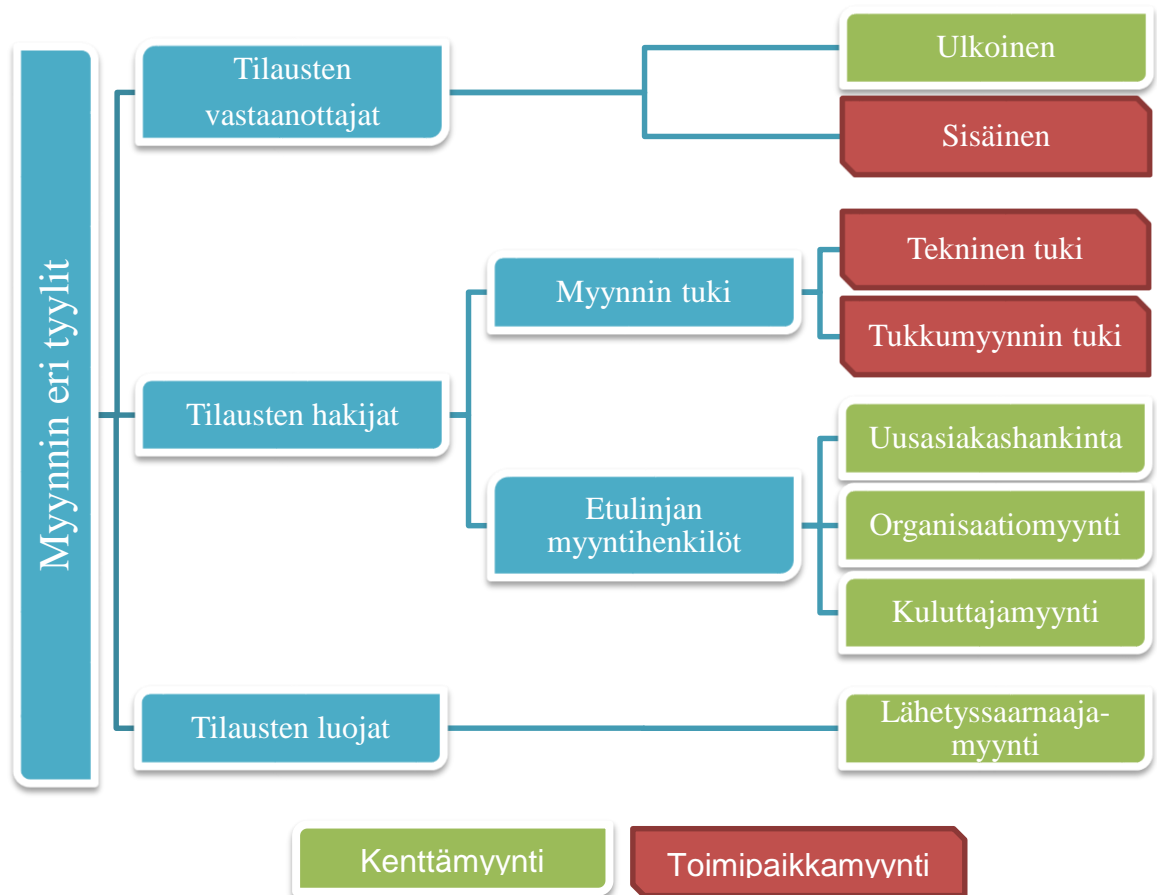 Myynnin eri tyylit
Tilausten
vastaanottajat
Ulkoinen
Sisäinen
Tilausten hakijat
Myynnin tuki
Tekninen tuki
Tukkumyynnin tuki
Etulinjan
myyntihenkilöt
Uusasiakashankinta
Organisaatiomyynti
Kuluttajamyynti
Tilausten luojat
Lähetyssaarnaaja-
myynti
Kenttämyynti
Toimipaikkamyynti